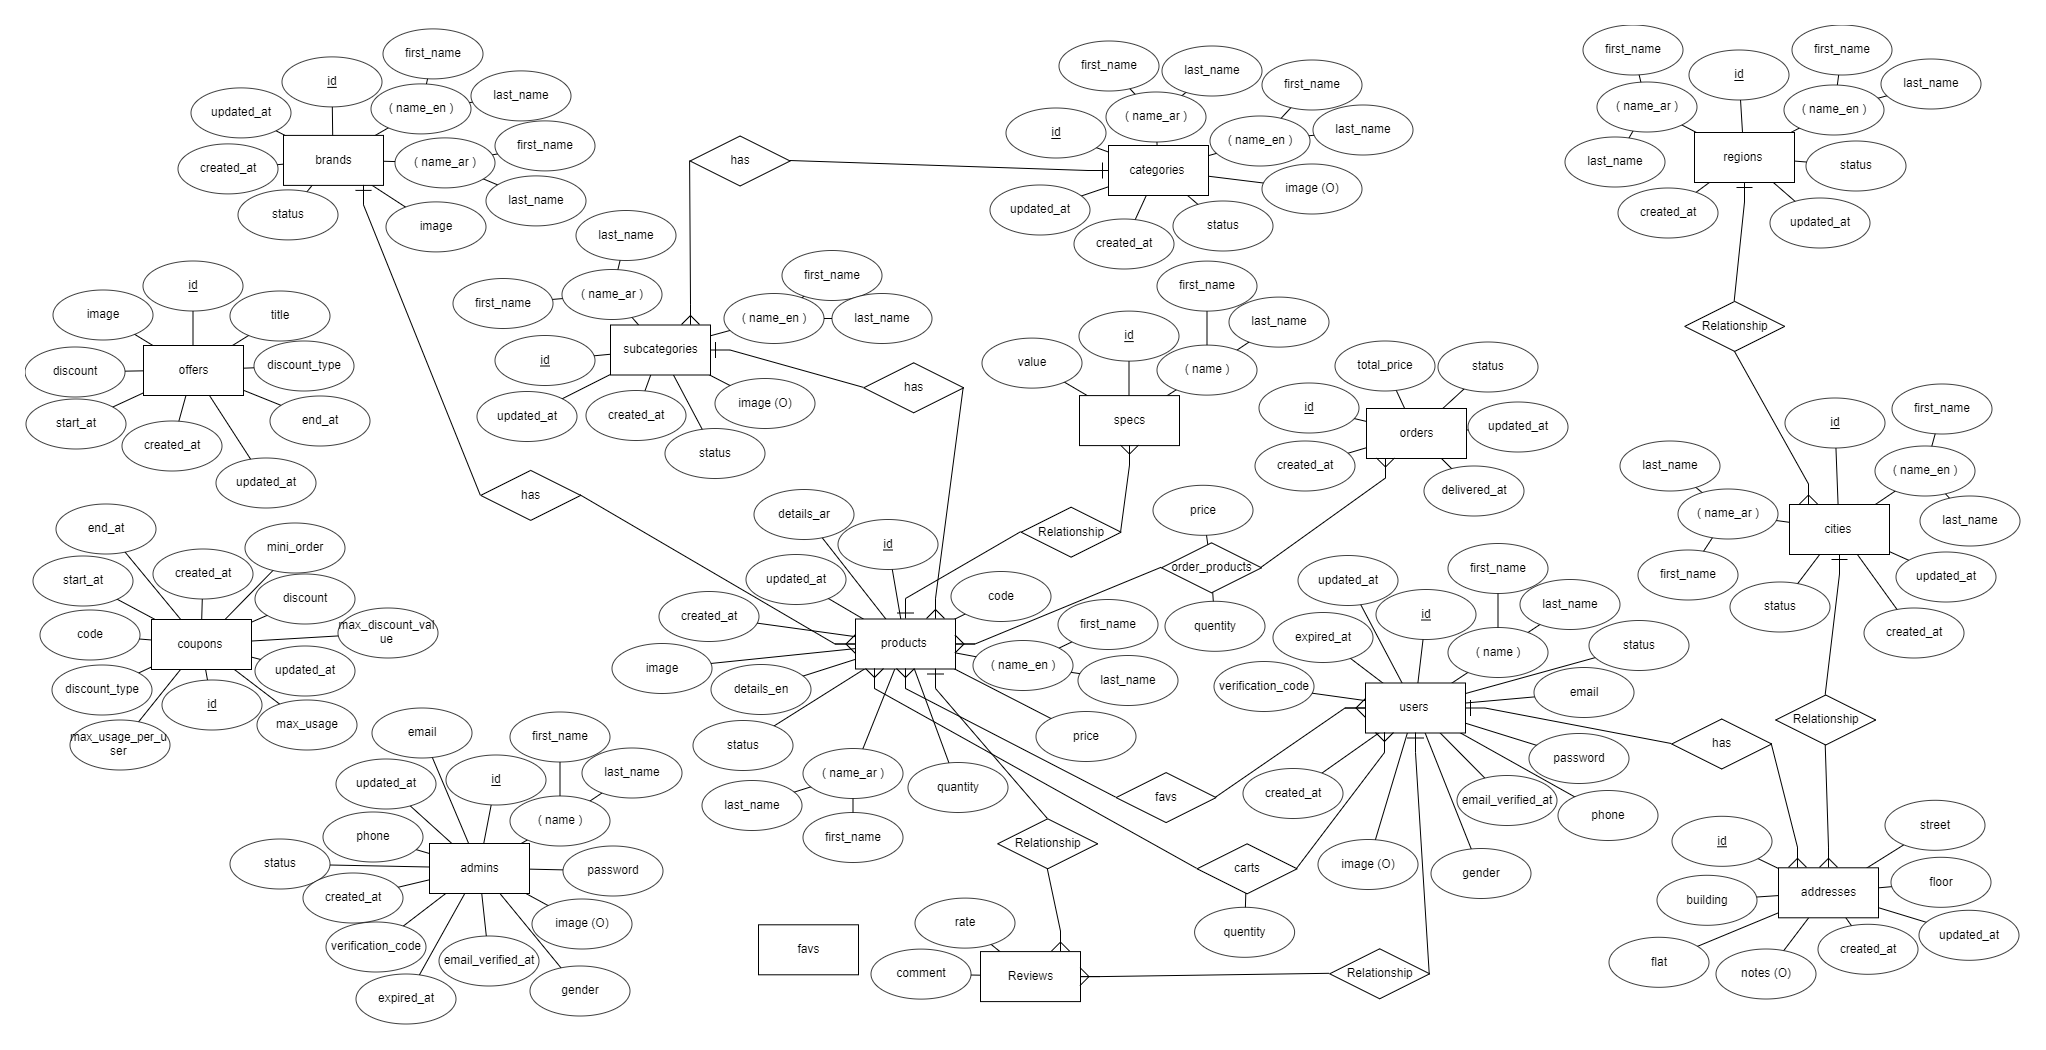 first_name
id
last_name
updated_at
( name_en )
brands
first_name
( name_ar )
created_at
last_name
status
image
has
first_name
last_name
first_name
id
( name_ar )
last_name
( name_en )
categories
image (O)
updated_at
status
created_at
first_name
id
first_name
last_name
( name_ar )
( name_en )
regions
status
last_name
created_at
updated_at
Relationship
id
image
title
discount
offers
discount_type
start_at
end_at
created_at
updated_at
last_name
first_name
( name_ar )
first_name
( name_en )
last_name
subcategories
id
updated_at
created_at
image (O)
status
has
first_name
id
last_name
value
( name )
specs
total_price
status
id
orders
updated_at
created_at
delivered_at
id
first_name
last_name
( name_en )
( name_ar )
cities
last_name
first_name
updated_at
status
created_at
has
end_at
mini_order
created_at
start_at
discount
code
coupons
max_discount_val
ue
updated_at
discount_type
id
max_usage
max_usage_per_u
ser
details_ar
id
Relationship
price
order_products
quentity
updated_at
code
created_at
products
first_name
image
( name_en )
last_name
details_en
status
price
( name_ar )
quantity
last_name
first_name
updated_at
first_name
id
last_name
expired_at
status
( name )
verification_code
email
users
password
created_at
email_verified_at
phone
image (O)
gender
has
Relationship
favs
Relationship
carts
quentity
email
first_name
updated_at
id
last_name
phone
( name )
status
admins
password
created_at
image (O)
verification_code
email_verified_at
expired_at
gender
favs
rate
comment
Reviews
Relationship
id
street
building
addresses
floor
flat
notes (O)
created_at
updated_at